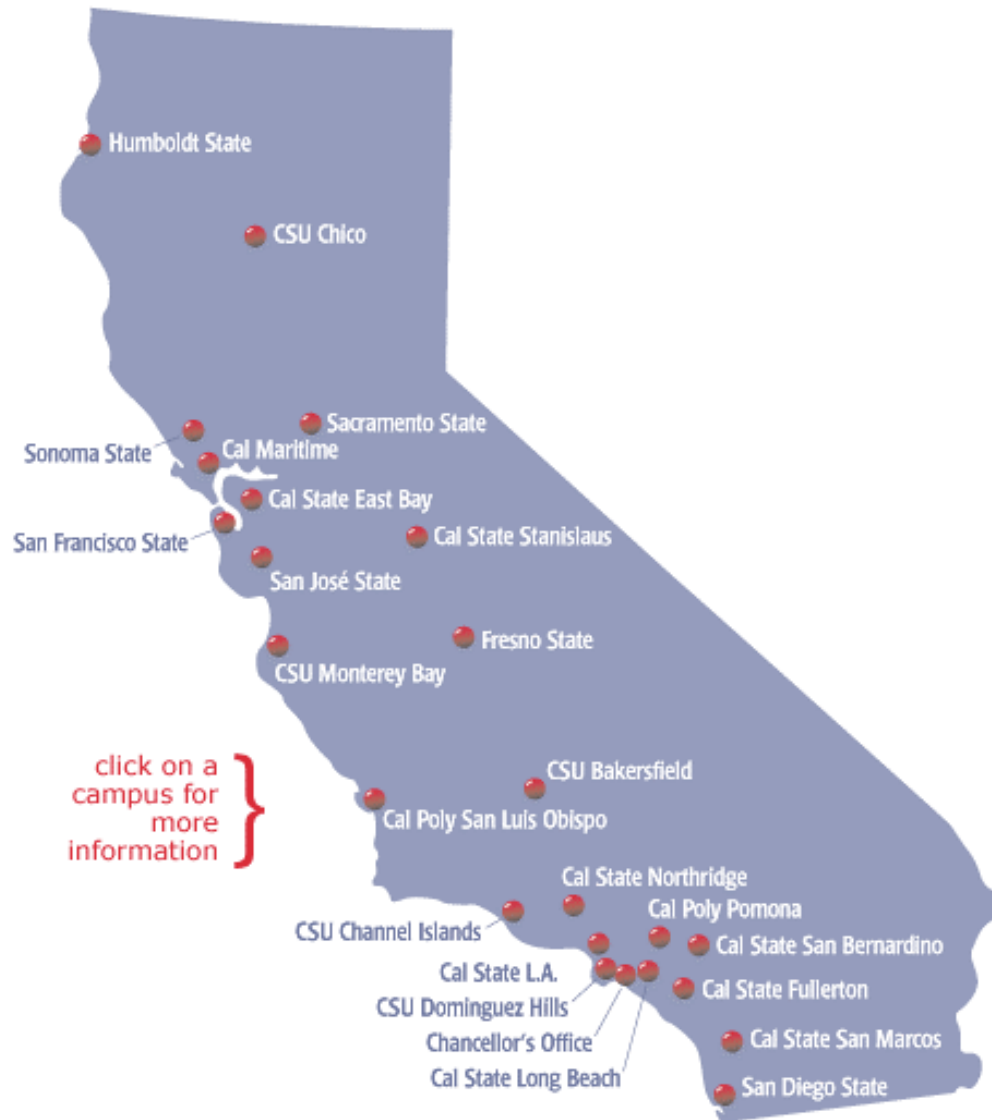 Humboldt State
CSU Chico
Sacramento State
Sonoma State
Cal Maritime
Cal State East Bay
San Francisco State
Cal State Stanislaus
San José State
Fresno State
CSU Monterey Bay
click on a
campus for
more
information
CSU Bakersfield
Cal Poly San Luis Obispo
Cal State Northridge
Cal Poly Pomona
CSU Channel Islands
Cal State San Bernardino
Cal State L.A.
Cal State Fullerton
CSU Dominguez Hills
Chancellor's Office
Cal State San Marcos
Cal State Long Beach
San Diego State